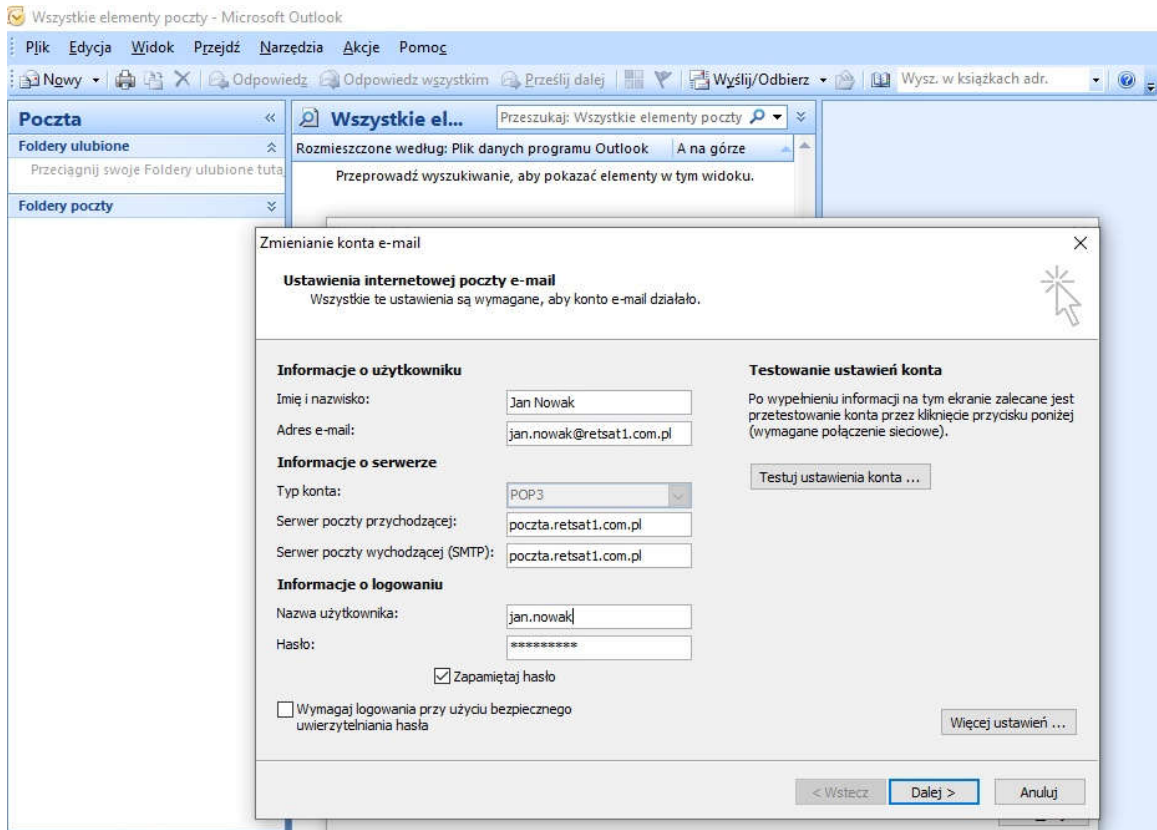 Wszystkie elementy poczty - Microsoft Outlook
Plik Edycja Widok Przejdź Narzędzia Akcje Pomoc
Nowy Odpowiedz Odpowiedz wszystkim Prześlij dalej Wyślij/Odbierz Wysz. w książkach adr.
Poczta « Wszystkie el... Przeszukaj: Wszystkie elementy poczty
Foldery ulubione
Rozmieszczone według: Plik danych programu Outlook A na górze
Przeciągnij swoje Foldery ulubione tuta
Przeprowadź wyszukiwanie, aby pokazać elementy w tym widoku.
Foldery poczty
Zmienianie konta e-mail
Ustawienia internetowej poczty e-mail
Wszystkie te ustawienia są wymagane, aby konto e-mail działało.
Informacje o użytkowniku
Imię i nazwisko: Jan Nowak
Adres e-mail: jan.nowak@retsat1.com.pl
Informacje o serwerze
Typ konta: POP3
Serwer poczty przychodzącej: poczta.retsat1.com.pl
Serwer poczty wychodzącej (SMTP): poczta.retsat1.com.pl
Informacje o logowaniu
Nazwa użytkownika: jan.nowak
Hasło: *********
Zapamiętaj hasło
Wymagaj logowania przy użyciu bezpiecznego
uwierzytelniania hasła
Testowanie ustawień konta
Po wypełnieniu informacji na tym ekranie zalecane jest
przetestowanie konta przez kliknięcie przycisku poniżej
(wymagane połączenie sieciowe).
Testuj ustawienia konta ...
Więcej ustawień ...
< Wstecz Dalej > Anuluj